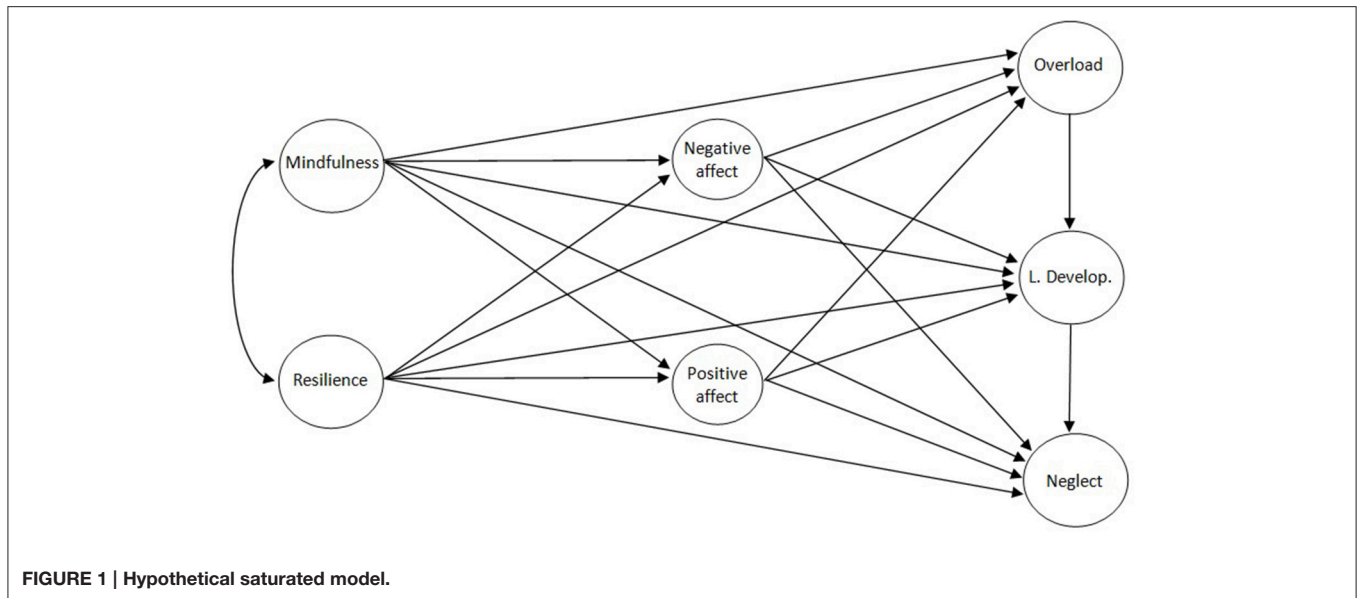 Overload
Mindfulness
Negative
affect
L. Develop.
Resilience
Positive
affect
Neglect
FIGURE 1 | Hypothetical saturated model.